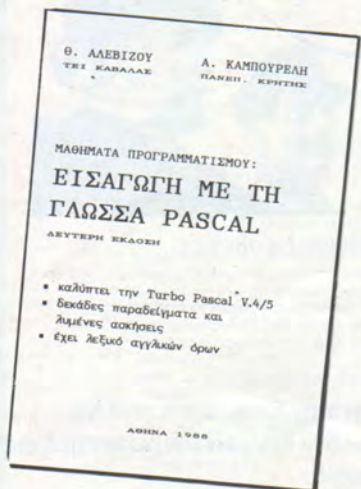 Θ. ΑΛΕΒΙΖΟΥ
ΤΕΙ ΚΑΒΑΛΑΣ
Α. ΚΑΜΠΟΥΡΕΛΗ
ΠΑΝΕΠ. ΚΡΗΤΗΣ
ΜΑΘΗΜΑΤΑ ΠΡΟΓΡΑΜΜΑΤΙΣΜΟΥ:
ΕΙΣΑΓΩΓΗ ΜΕ ΤΗ
ΓΛΩΣΣΑ PASCAL
ΔΕΥΤΕΡΗ ΕΚΔΟΣΗ
• καλύπτει την Turbo Pascal V.4/5
• δεκάδες παραδείγματα και
λυμένες ασκήσεις
• έχει λεξικό αγγλικών όρων
ΑΘΗΝΑ 1988